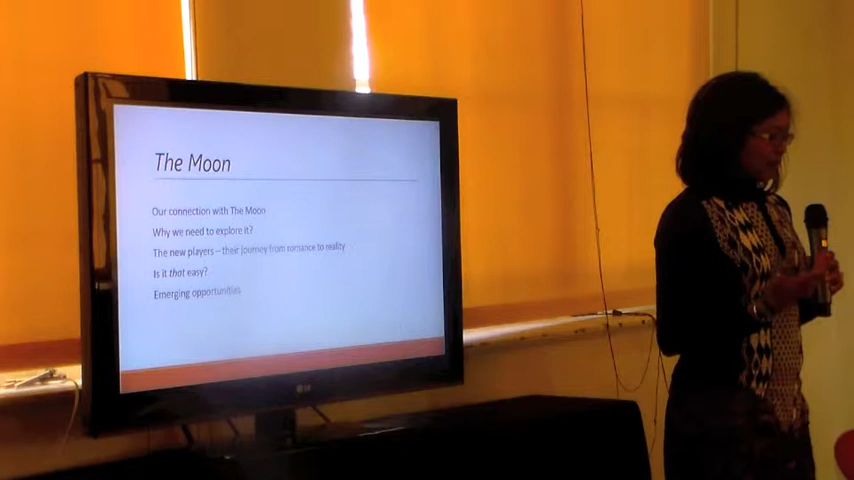 The Moon
Our connection with The Moon
Why we need to explore it?
The new players – their journey from romance to reality
Is it that easy?
Emerging opportunities
LG